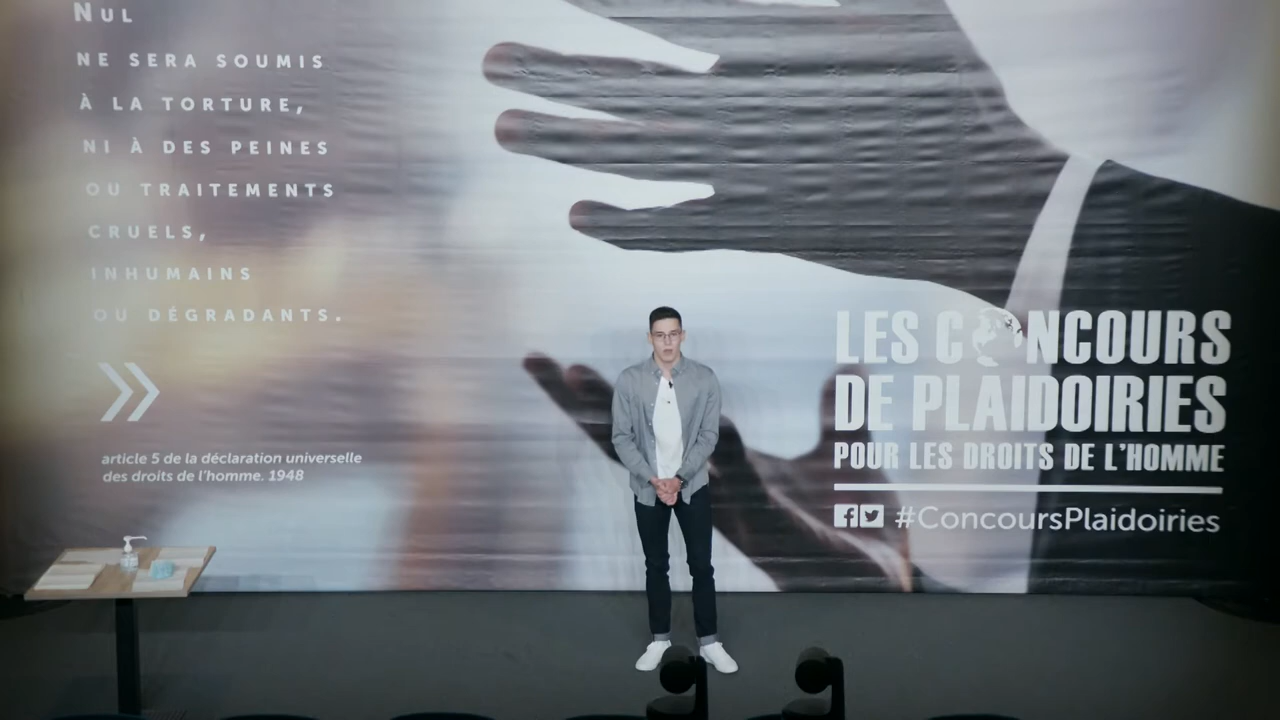 NUL
NE SERA SOUMIS
À LA TORTURE,
NI À DES PEINES
OU TRAITEMENTS
CRUELS,
INHUMAINS
OU DÉGRADANTS.
article 5 de la déclaration universelle
des droits de l'homme. 1948
LES CONCOURS
DE PLAIDOIRIES
POUR LES DROITS DE L'HOMME
#ConcoursPlaidoiries